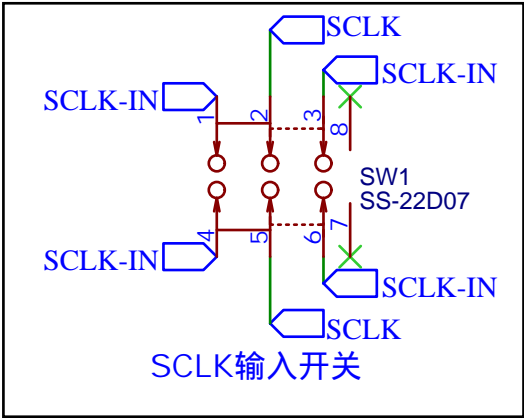 SCLK
SCLK-IN
SCLK-IN
1
2
3
8
SW1
SS-22D07
4
5
6
7
SCLK-IN
SCLK-IN
SCLK
SCLK输入开关